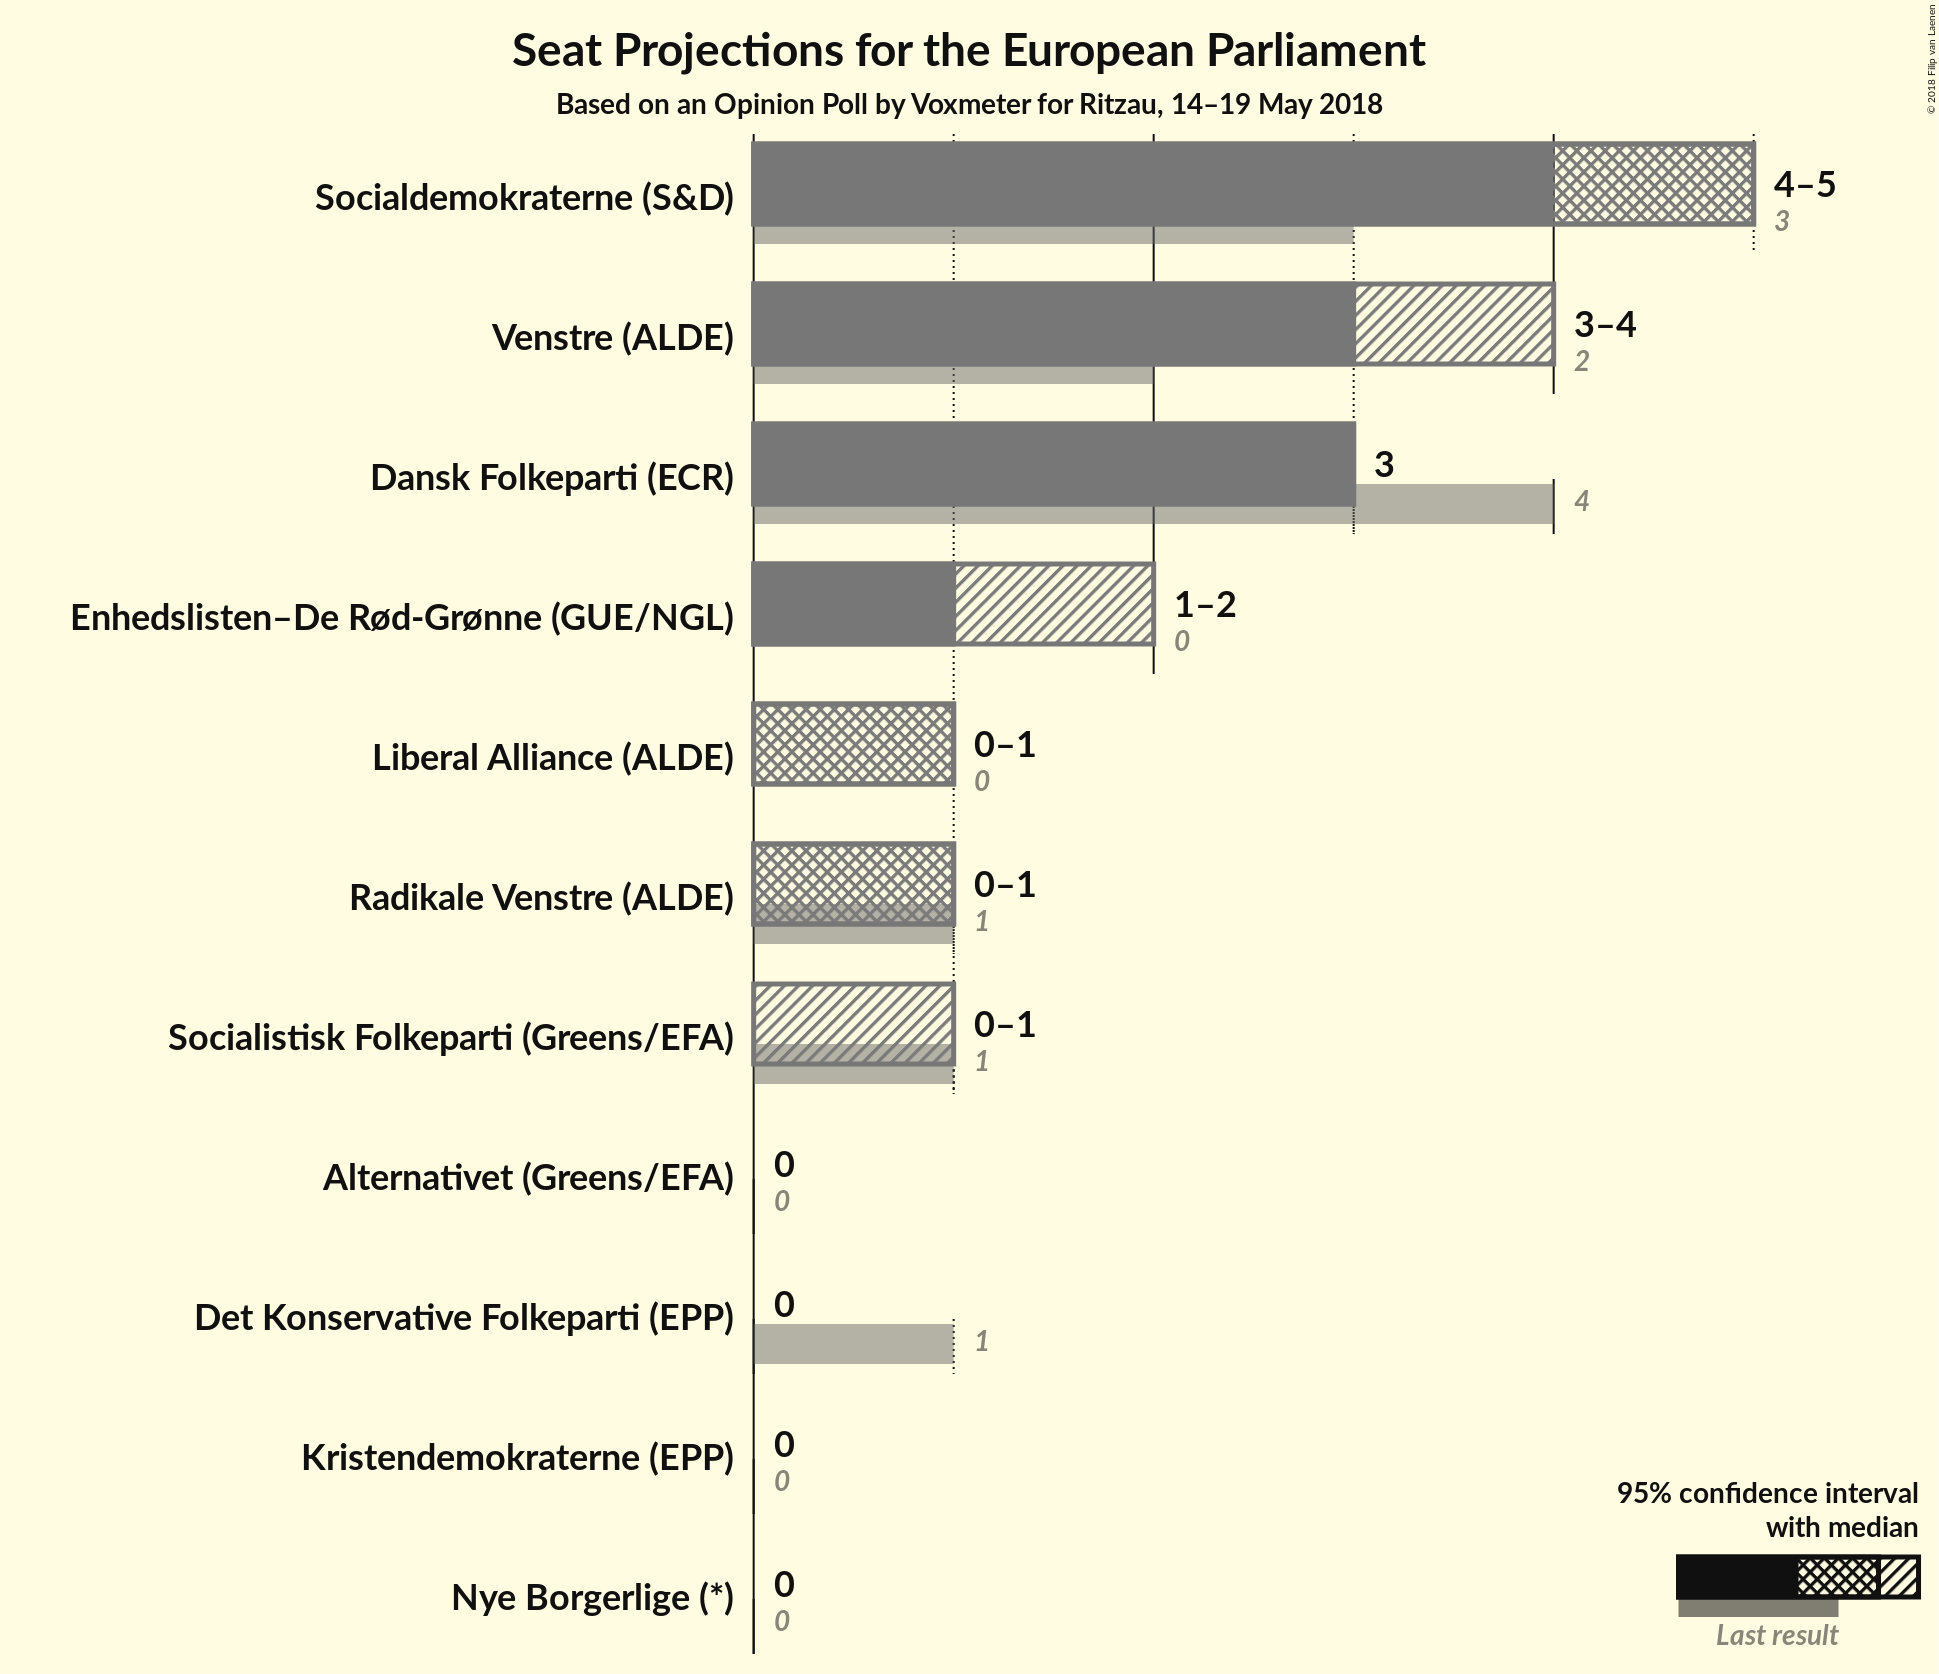 Seat Projections for the European Parliament
Based on an Opinion Poll by Voxmeter for Ritzau, 14–19 May 2018
© 2018 Filip van Laenen
Socialdemokraterne (S&D)
4–5
3
Venstre (ALDE)
3–4
2
Dansk Folkeparti (ECR)
3
4
Enhedslisten–De Rød-Grønne (GUE/NGL)
1–2
0
Liberal Alliance (ALDE)
0–1
0
Radikale Venstre (ALDE)
0–1
1
Socialistisk Folkeparti (Greens/EFA)
0–1
1
Alternativet (Greens/EFA)
0
0
Det Konservative Folkeparti (EPP)
0
1
Kristendemokraterne (EPP)
0
0
Nye Borgerlige (*)
0
0
95% confidence interval
with median
Last result